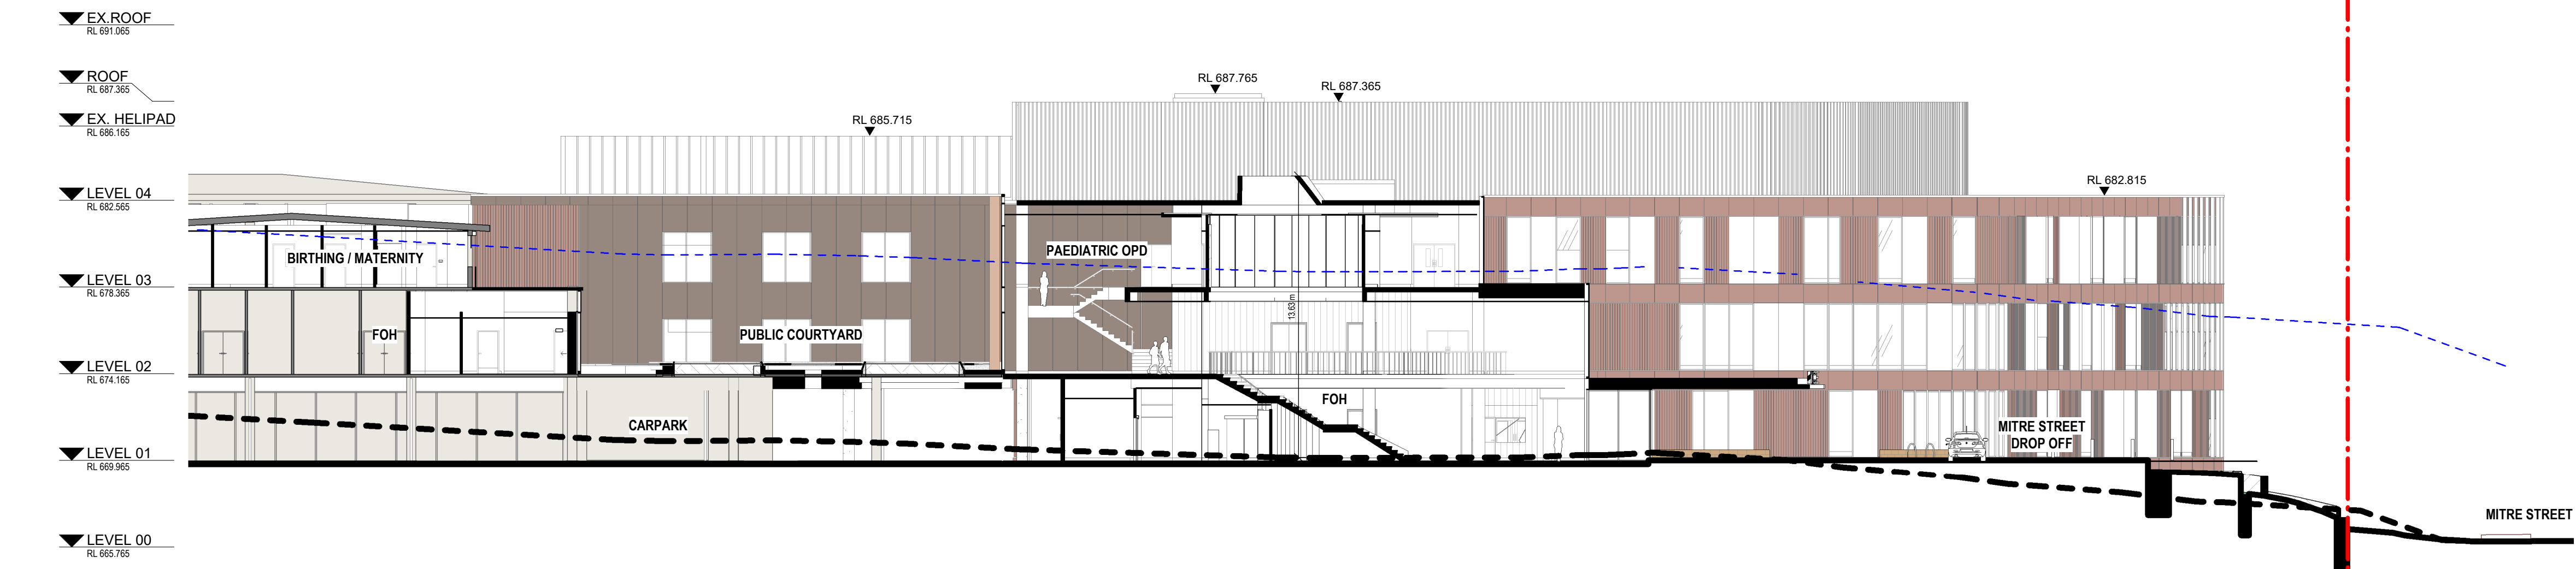 EX.ROOF
RL 691.065
ROOF
RL 687.365
EX. HELIPAD
RL 686.165
LEVEL 04
RL 682.565
LEVEL 03
RL 678.365
LEVEL 02
RL 674.165
LEVEL 01
RL 669.965
LEVEL 00
RL 665.765
RL 685.715
RL 687.765
RL 687.365
RL 682.815
BIRTHING / MATERNITY
PAEDIATRIC OPD
FOH
PUBLIC COURTYARD
13.63 m
CARPARK
FOH
MITRE STREET
DROP OFF
MITRE STREET